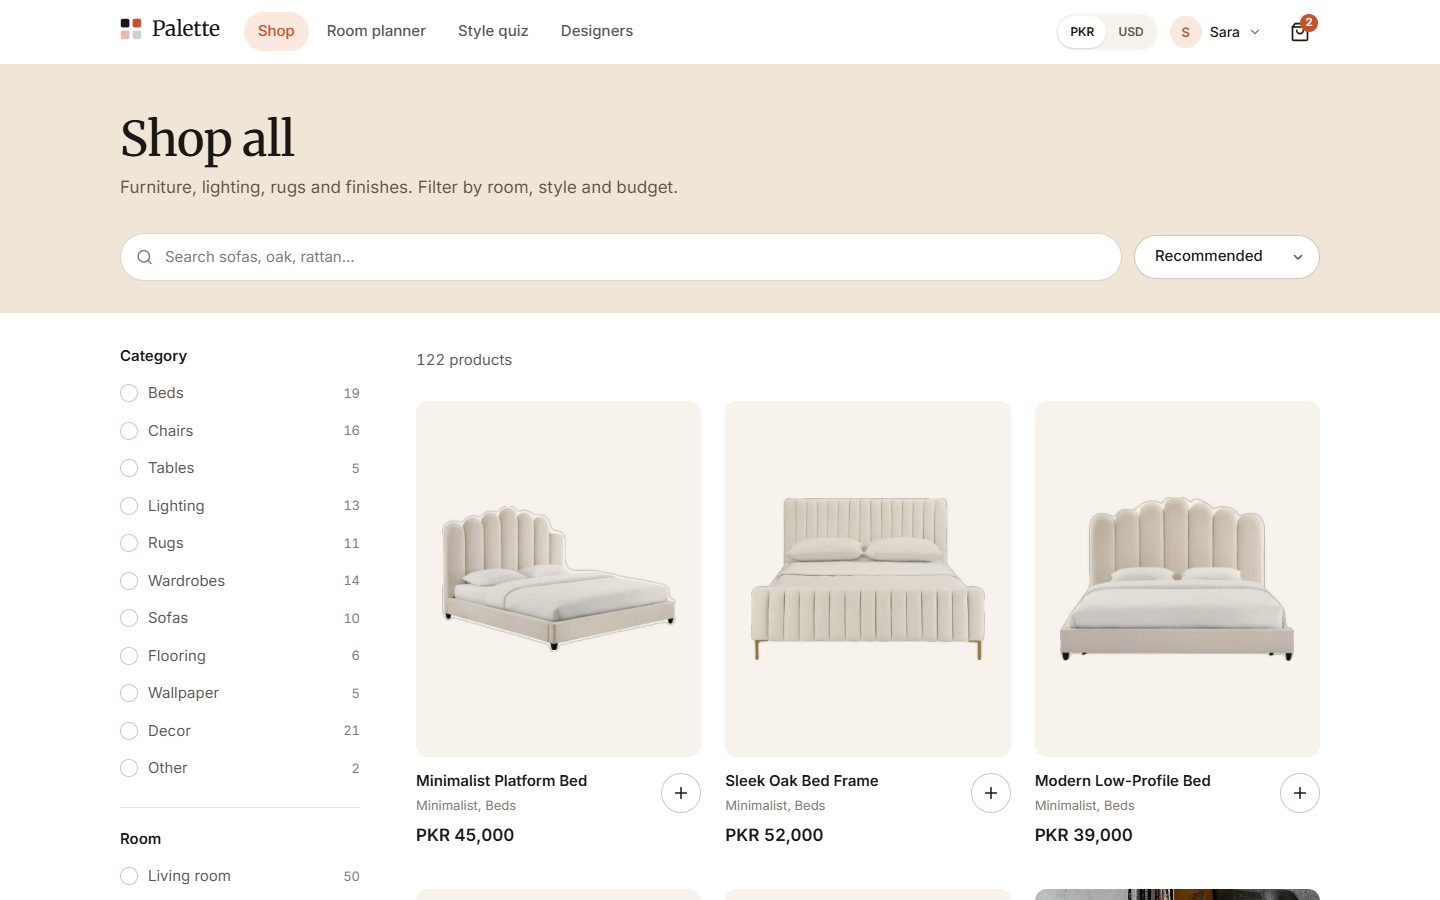 Palette
Shop
Room planner
Style quiz
Designers
PKR
USD
S
Sara
2
Shop all
Furniture, lighting, rugs and finishes. Filter by room, style and budget.
Search sofas, oak, rattan...
Recommended
Category
Beds 19
Chairs 16
Tables 5
Lighting 13
Rugs 11
Wardrobes 14
Sofas 10
Flooring 6
Wallpaper 5
Decor 21
Other 2
Room
Living room 50
122 products
Minimalist Platform Bed
Minimalist, Beds
PKR 45,000
Sleek Oak Bed Frame
Minimalist, Beds
PKR 52,000
Modern Low-Profile Bed
Minimalist, Beds
PKR 39,000